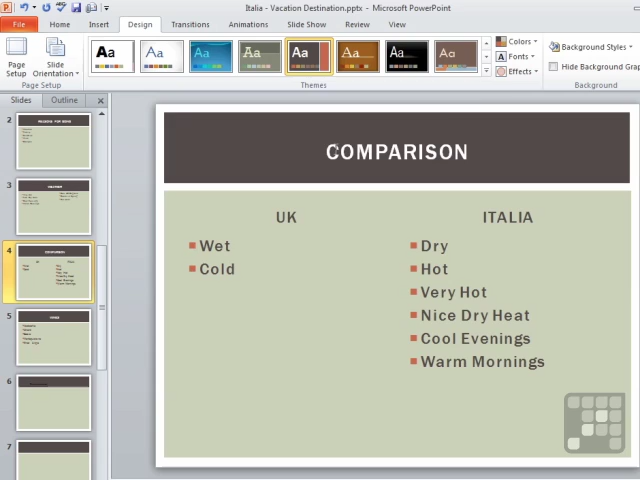 Italia - Vacation Destination.pptx - Microsoft PowerPoint
File Home Insert Design Transitions Animations Slide Show Review View
Page Setup
Slide Orientation
Aa Aa Aa Aa Aa Aa Aa Aa
Colors
Fonts
Effects
Background Styles
Hide Background Grap
Page Setup Themes Background
Slides Outline
2
3
4
5
6
7
COMPARISON
UK
Wet
Cold
ITALIA
Dry
Hot
Very Hot
Nice Dry Heat
Cool Evenings
Warm Mornings